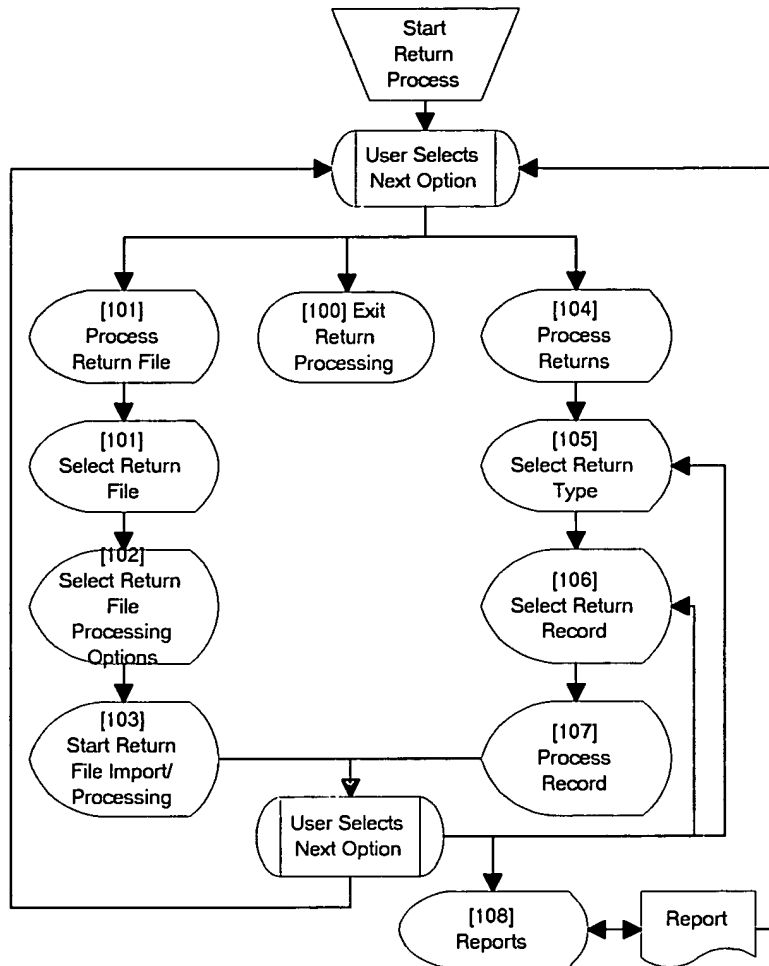 Start
Return
Process
User Selects
Next Option
[101]
Process
Return File
[100] Exit
Return
Processing
[104]
Process
Returns
[101]
Select Return
File
[105]
Select Return
Type
[102]
Select Return
File
Processing
Options
[106]
Select Return
Record
[103]
Start Return
File Import/
Processing
[107]
Process
Record
User Selects
Next Option
[108]
Reports
Report